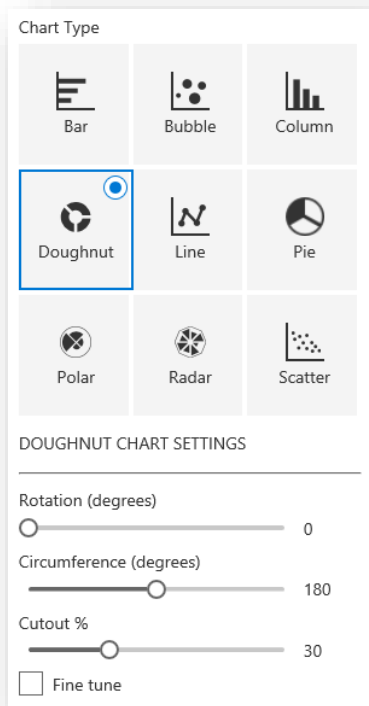 Chart Type
Bar
Bubble
Column
Doughnut
Line
Pie
Polar
Radar
Scatter
DOUGHNUT CHART SETTINGS
Rotation (degrees)
0
Circumference (degrees)
180
Cutout %
30
Fine tune